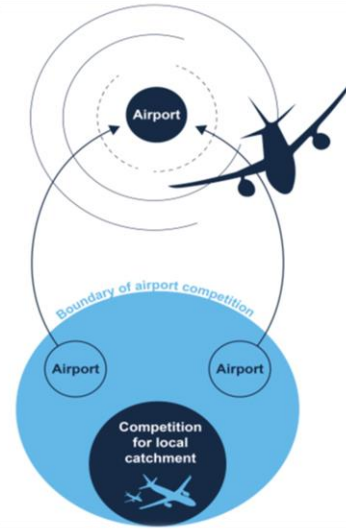 Airport
Boundary of airport competition
Airport
Airport
Competition
for local
catchment